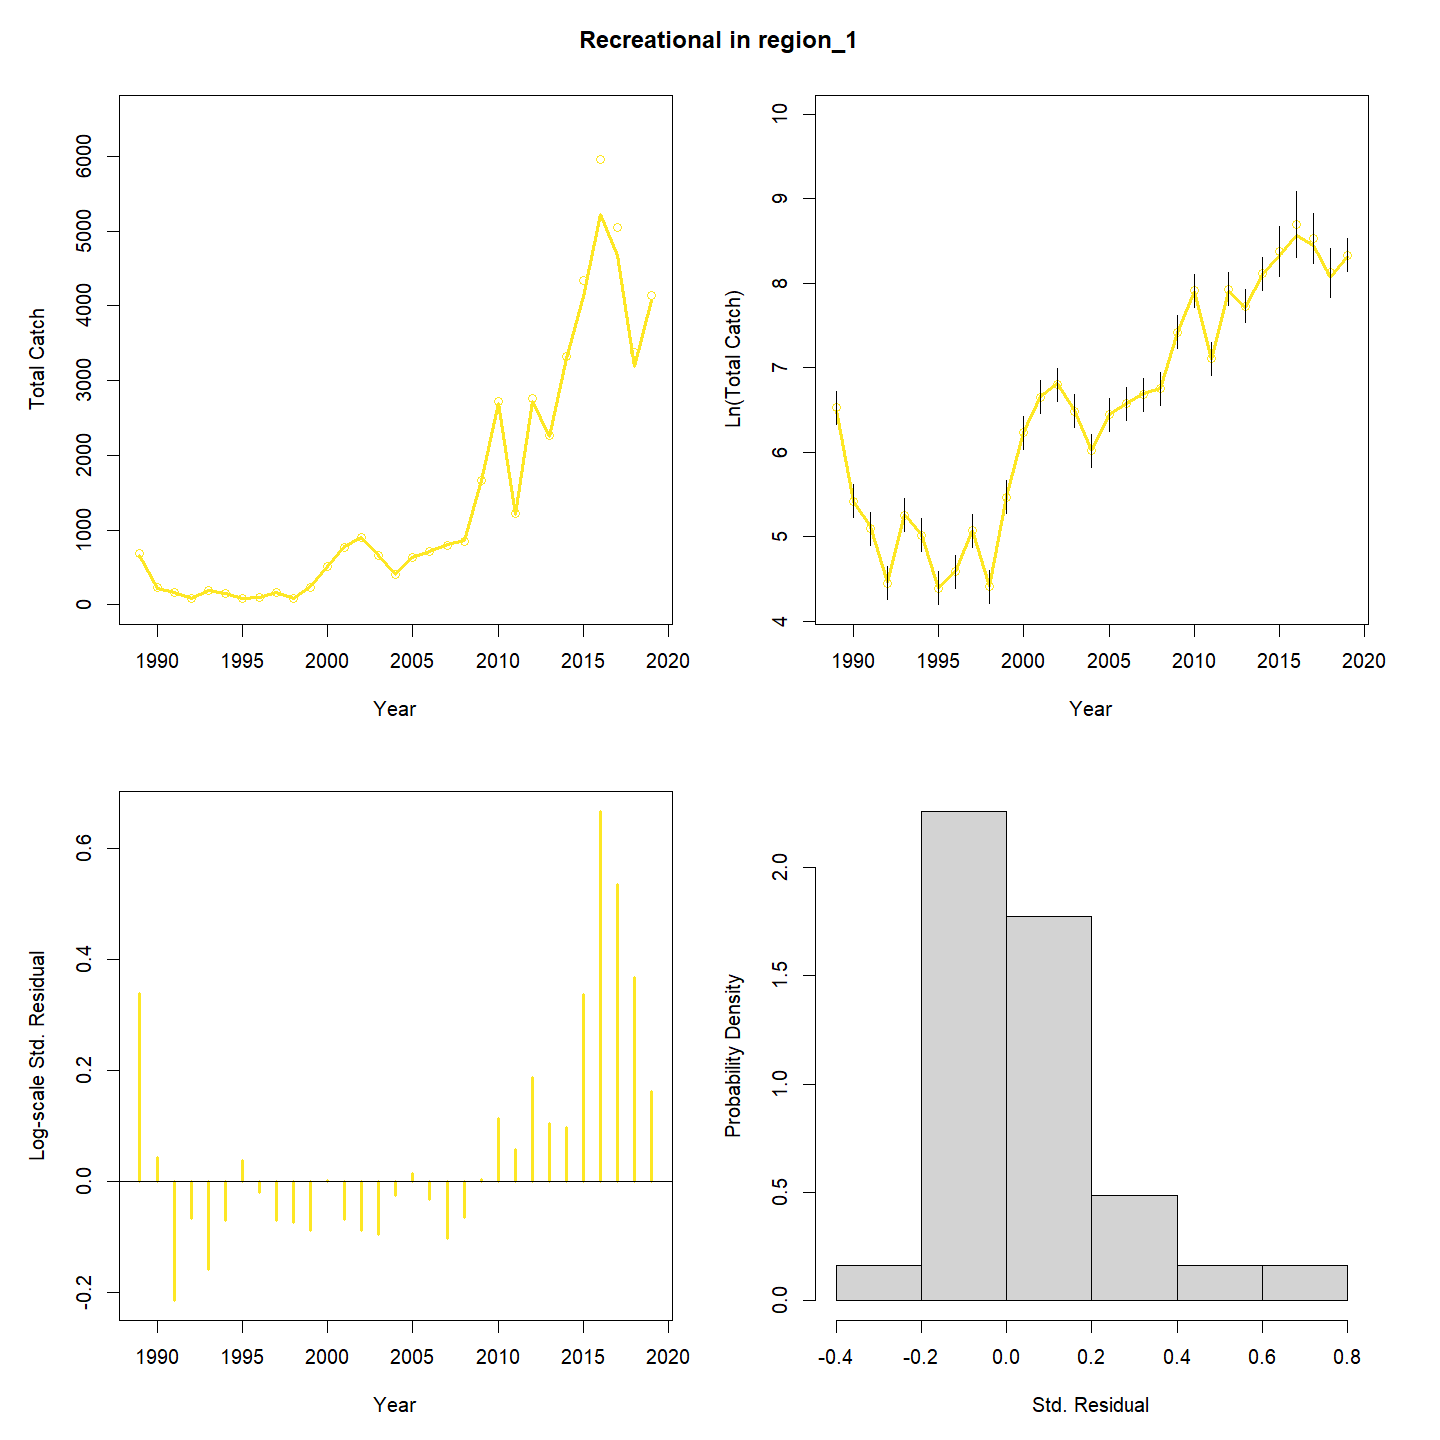 Recreational in region_1
Total Catch
0 1000 2000 3000 4000 5000 6000
1990 1995 2000 2005 2010 2015 2020
Year
Ln(Total Catch)
4 5 6 7 8 9 10
1990 1995 2000 2005 2010 2015 2020
Year
Log-scale Std. Residual
-0.2 0.0 0.2 0.4 0.6
1990 1995 2000 2005 2010 2015 2020
Year
Probability Density
0.0 0.5 1.0 1.5 2.0
-0.4 -0.2 0.0 0.2 0.4 0.6 0.8
Std. Residual